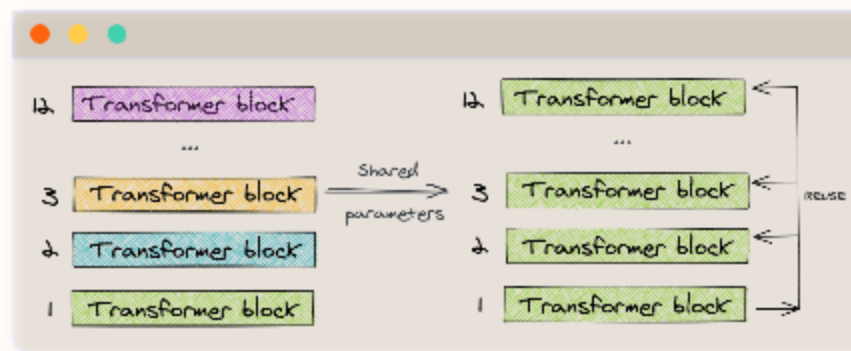 12 Transformer block
...
3 Transformer block
2 Transformer block
1 Transformer block
Shared
parameters
12 Transformer block
...
3 Transformer block
2 Transformer block
1 Transformer block
REUSE